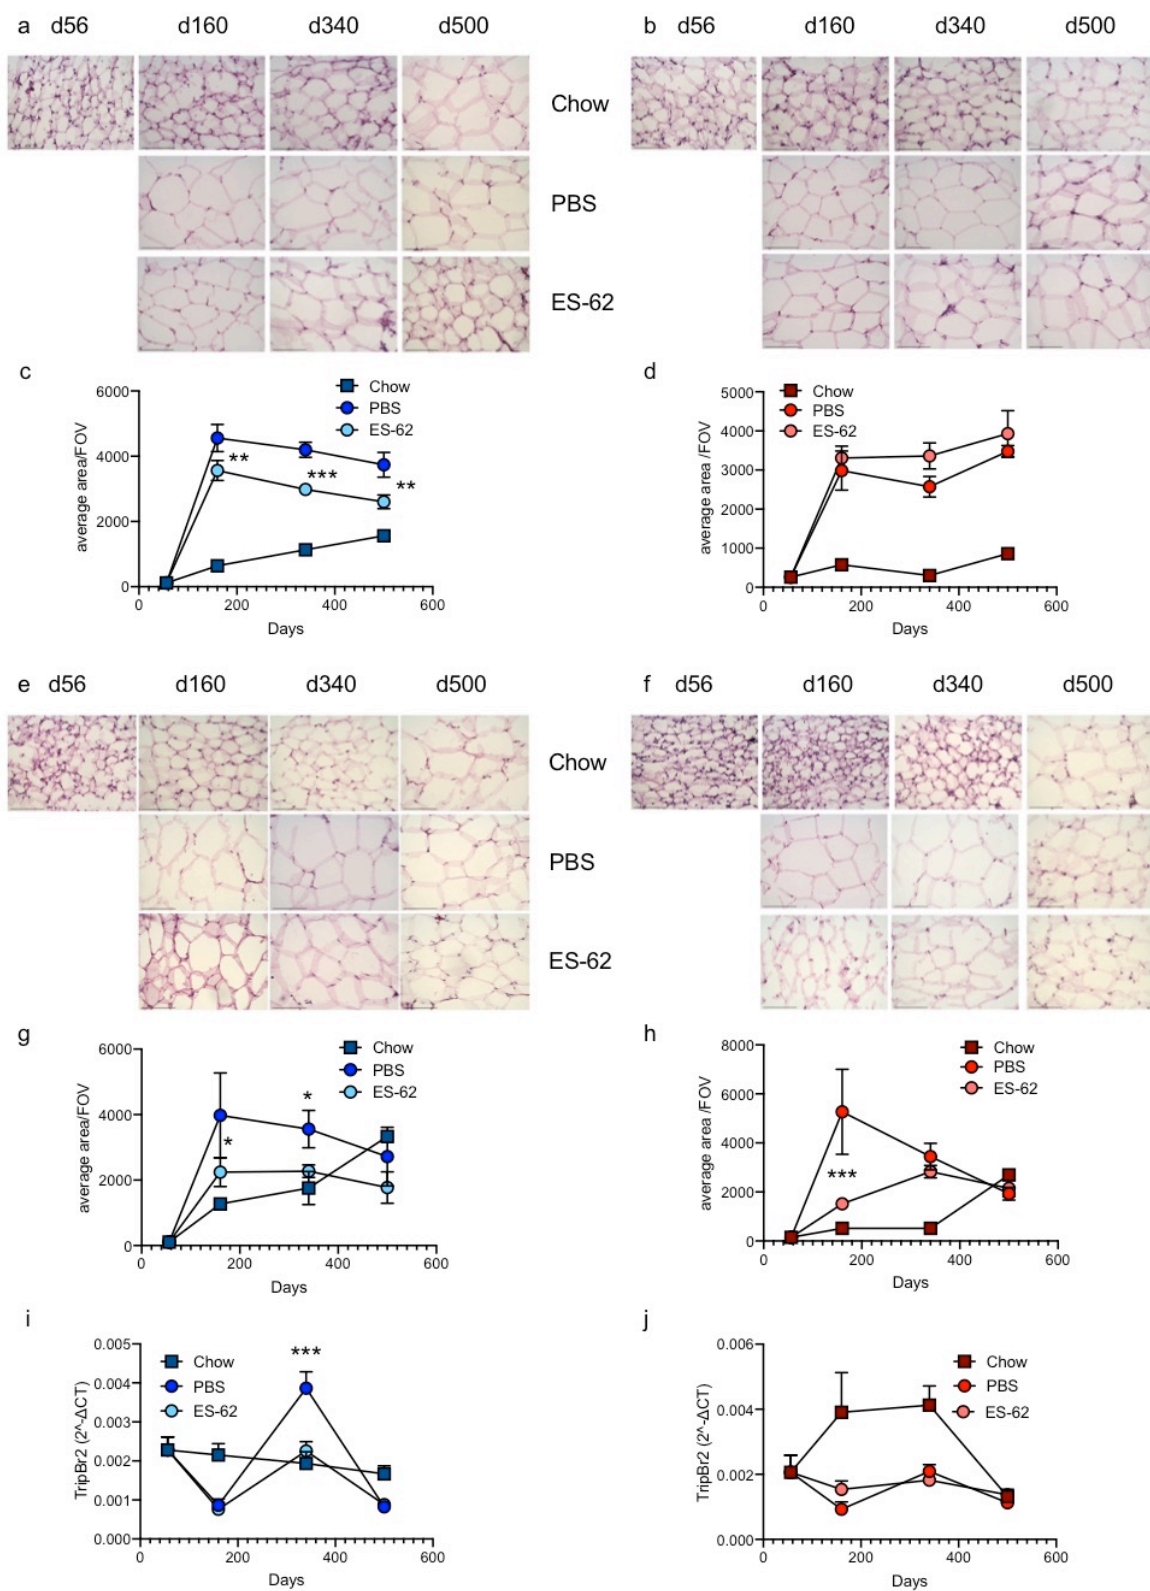 a d56 d160 d340 d500
b d56 d160 d340 d500
Chow
PBS
ES-62
c
6000
4000
2000
0
0 200 400 600
average area/FOV
Days
Chow
PBS
ES-62
**
***
**
d
5000
4000
3000
2000
1000
0
0 200 400 600
average area /FOV
Days
Chow
PBS
ES-62
e d56 d160 d340 d500
f d56 d160 d340 d500
Chow
PBS
ES-62
g
6000
4000
2000
0
0 200 400 600
average area/FOV
Days
Chow
PBS
ES-62
*
*
h
8000
6000
4000
2000
0
0 200 400 600
average area /FOV
Days
Chow
PBS
ES-62
***
i
0.005
0.004
0.003
0.002
0.001
0.000
0 200 400 600
TripBr2 (2^-ΔCT)
Days
Chow
PBS
ES-62
***
j
0.006
0.004
0.002
0.000
0 200 400 600
TripBr2 (2^-ΔCT)
Days
Chow
PBS
ES-62